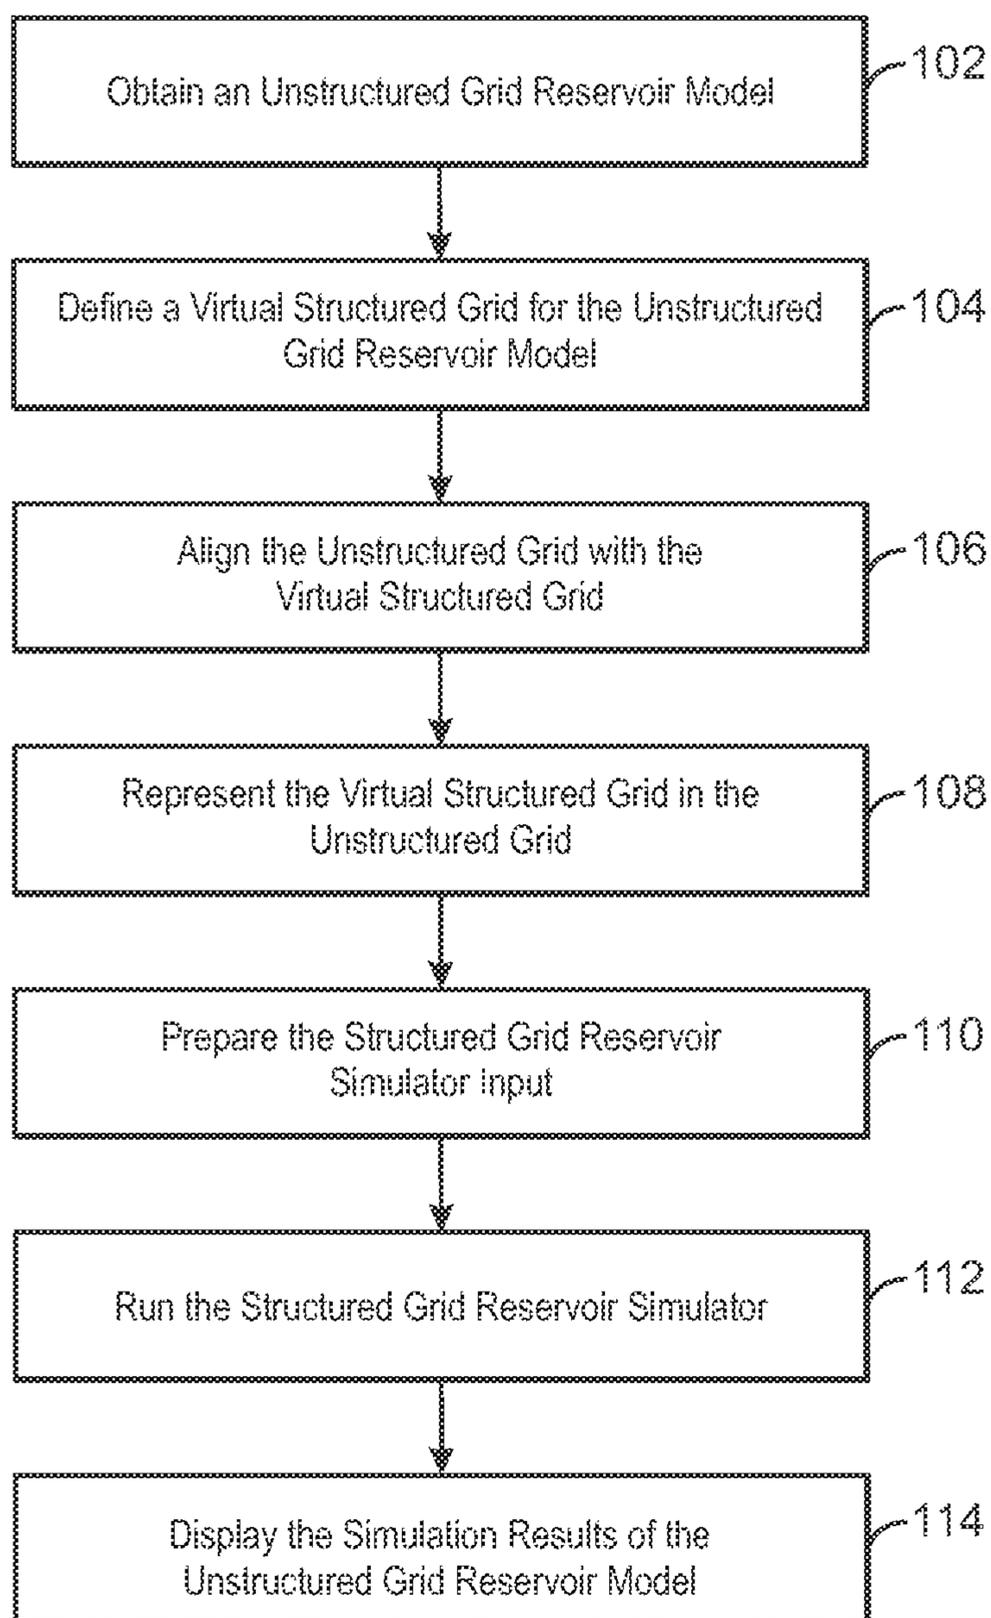 Obtain an Unstructured Grid Reservoir Model
102
Define a Virtual Structured Grid for the Unstructured
Grid Reservoir Model
104
Align the Unstructured Grid with the
Virtual Structured Grid
106
Represent the Virtual Structured Grid in the
Unstructured Grid
108
Prepare the Structured Grid Reservoir
Simulator Input
110
Run the Structured Grid Reservoir Simulator
112
Display the Simulation Results of the
Unstructured Grid Reservoir Model
114